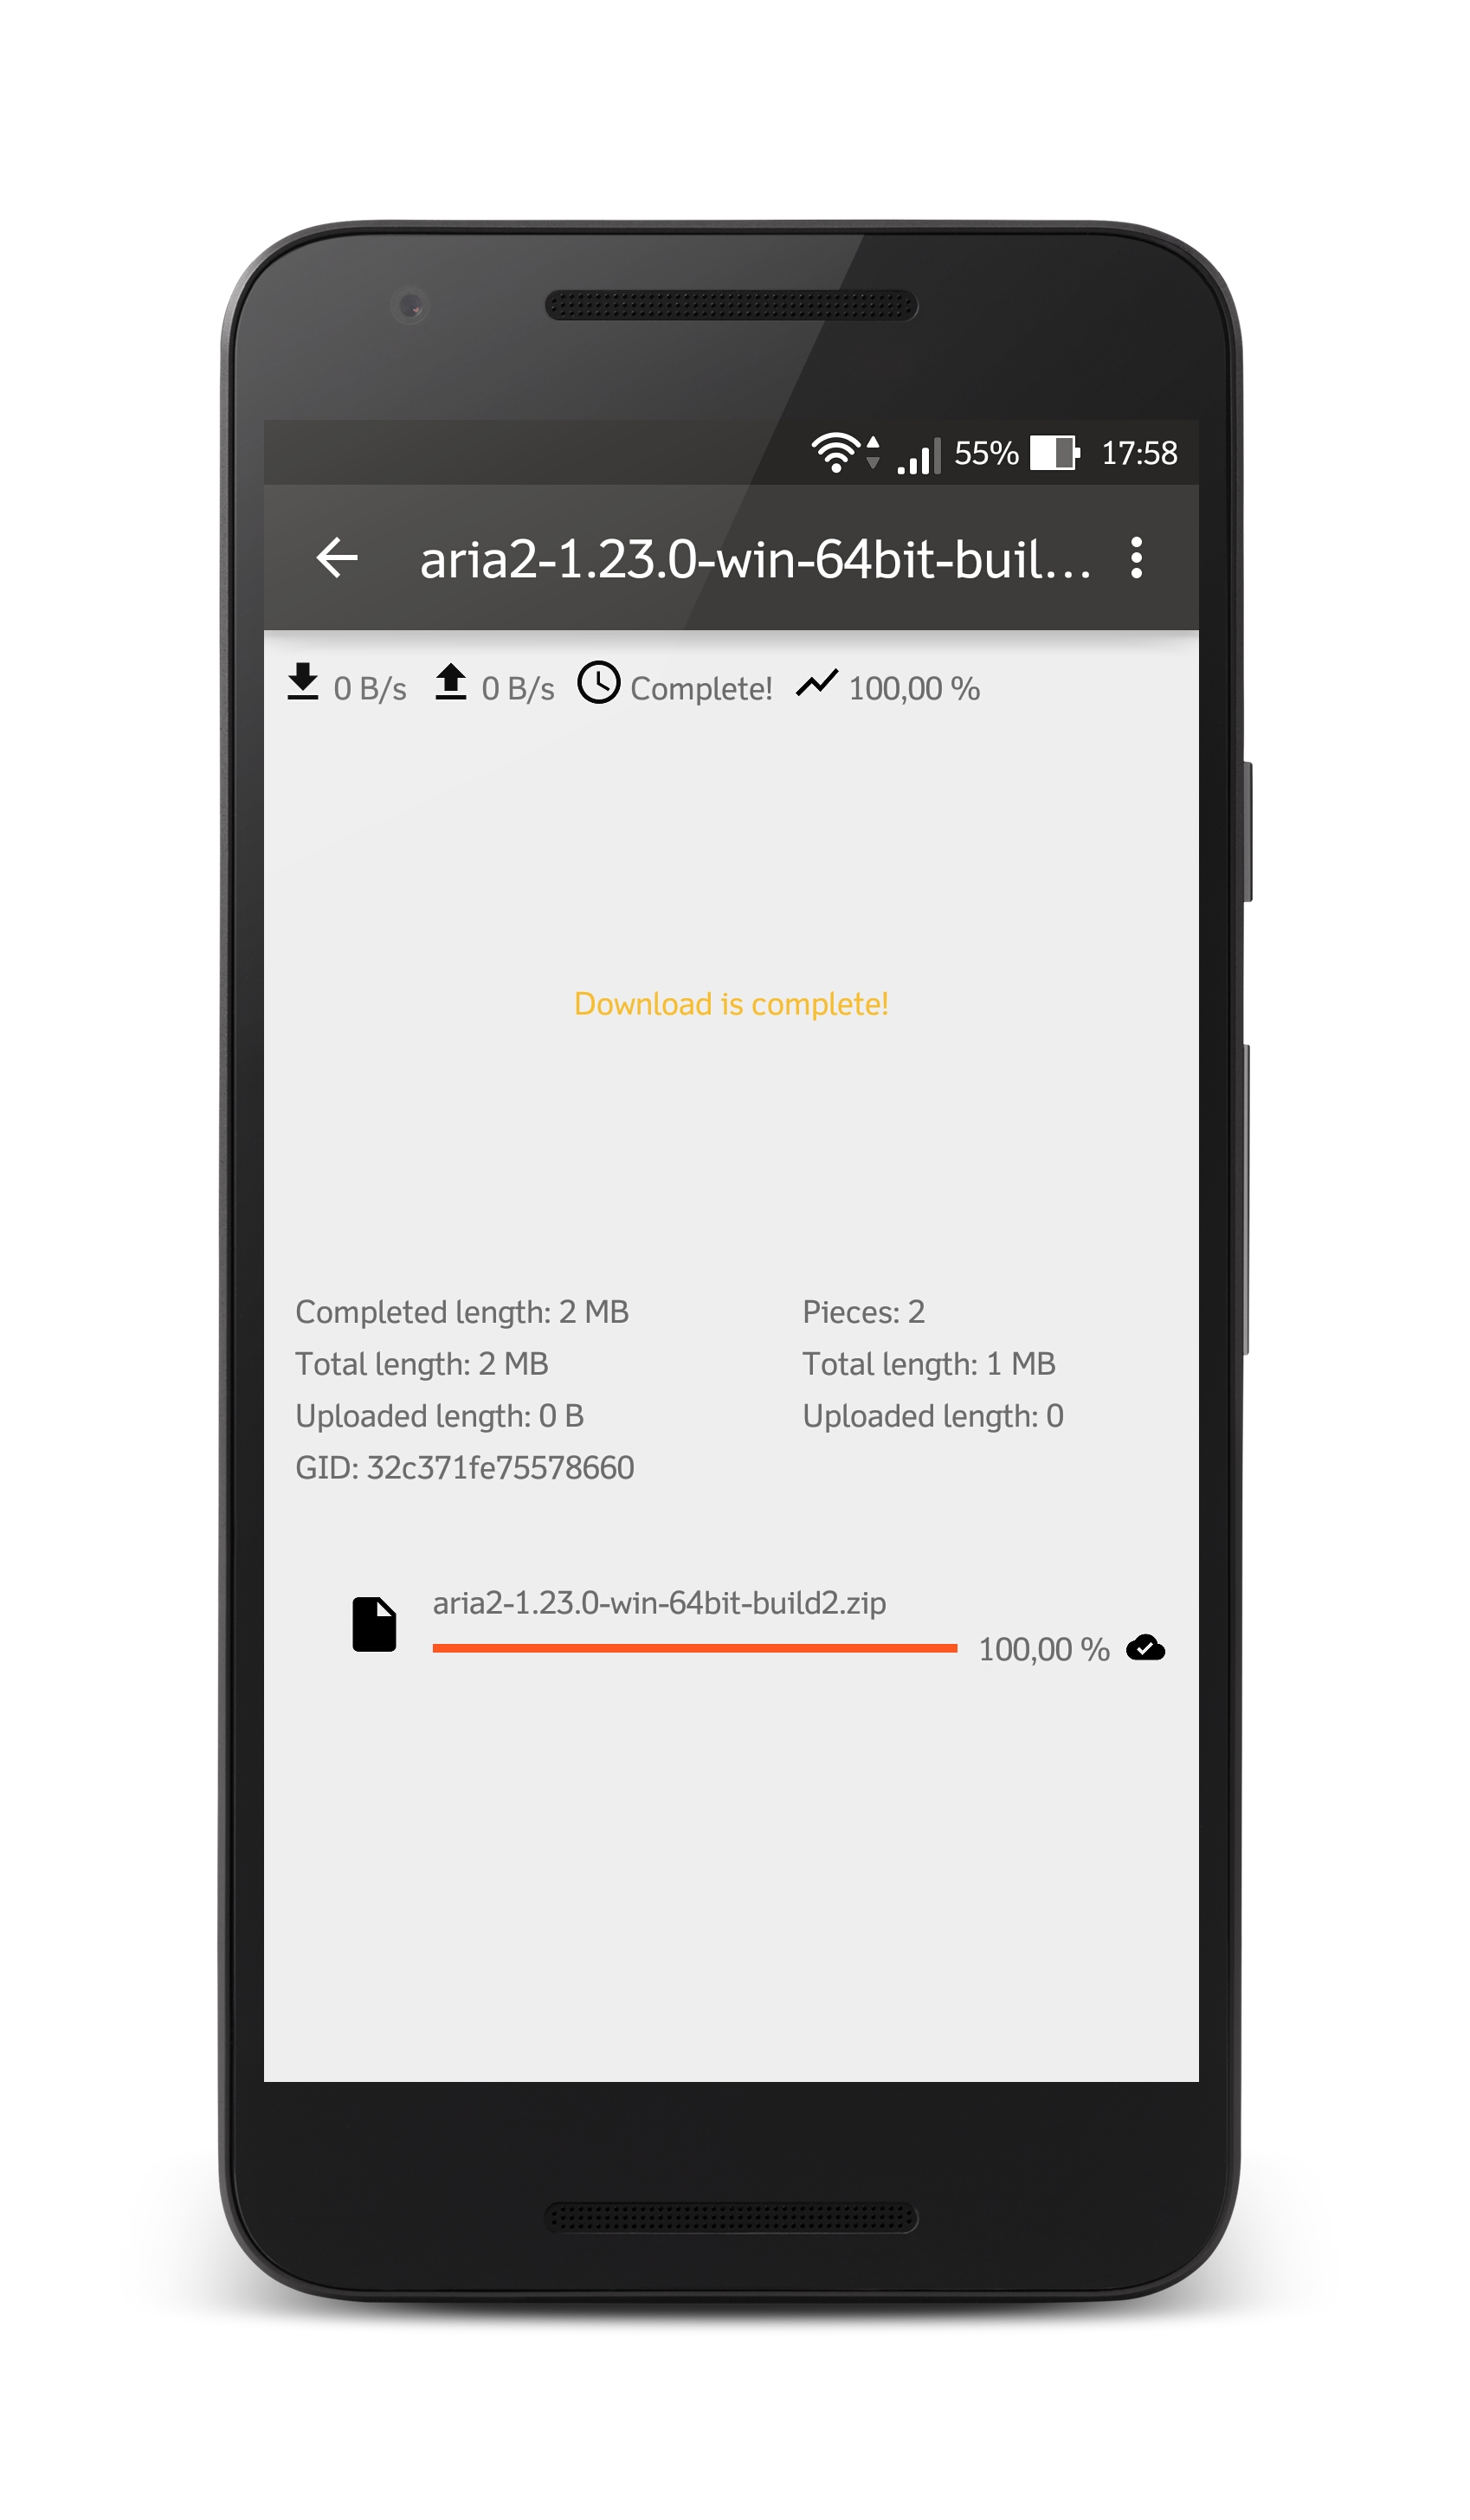 55% 17:58
aria2-1.23.0-win-64bit-buil...
0 B/s 0 B/s Complete! 100,00 %
Download is complete!
Completed length: 2 MB
Total length: 2 MB
Uploaded length: 0 B
GID: 32c371fe75578660
Pieces: 2
Total length: 1 MB
Uploaded length: 0
aria2-1.23.0-win-64bit-build2.zip
100,00 %